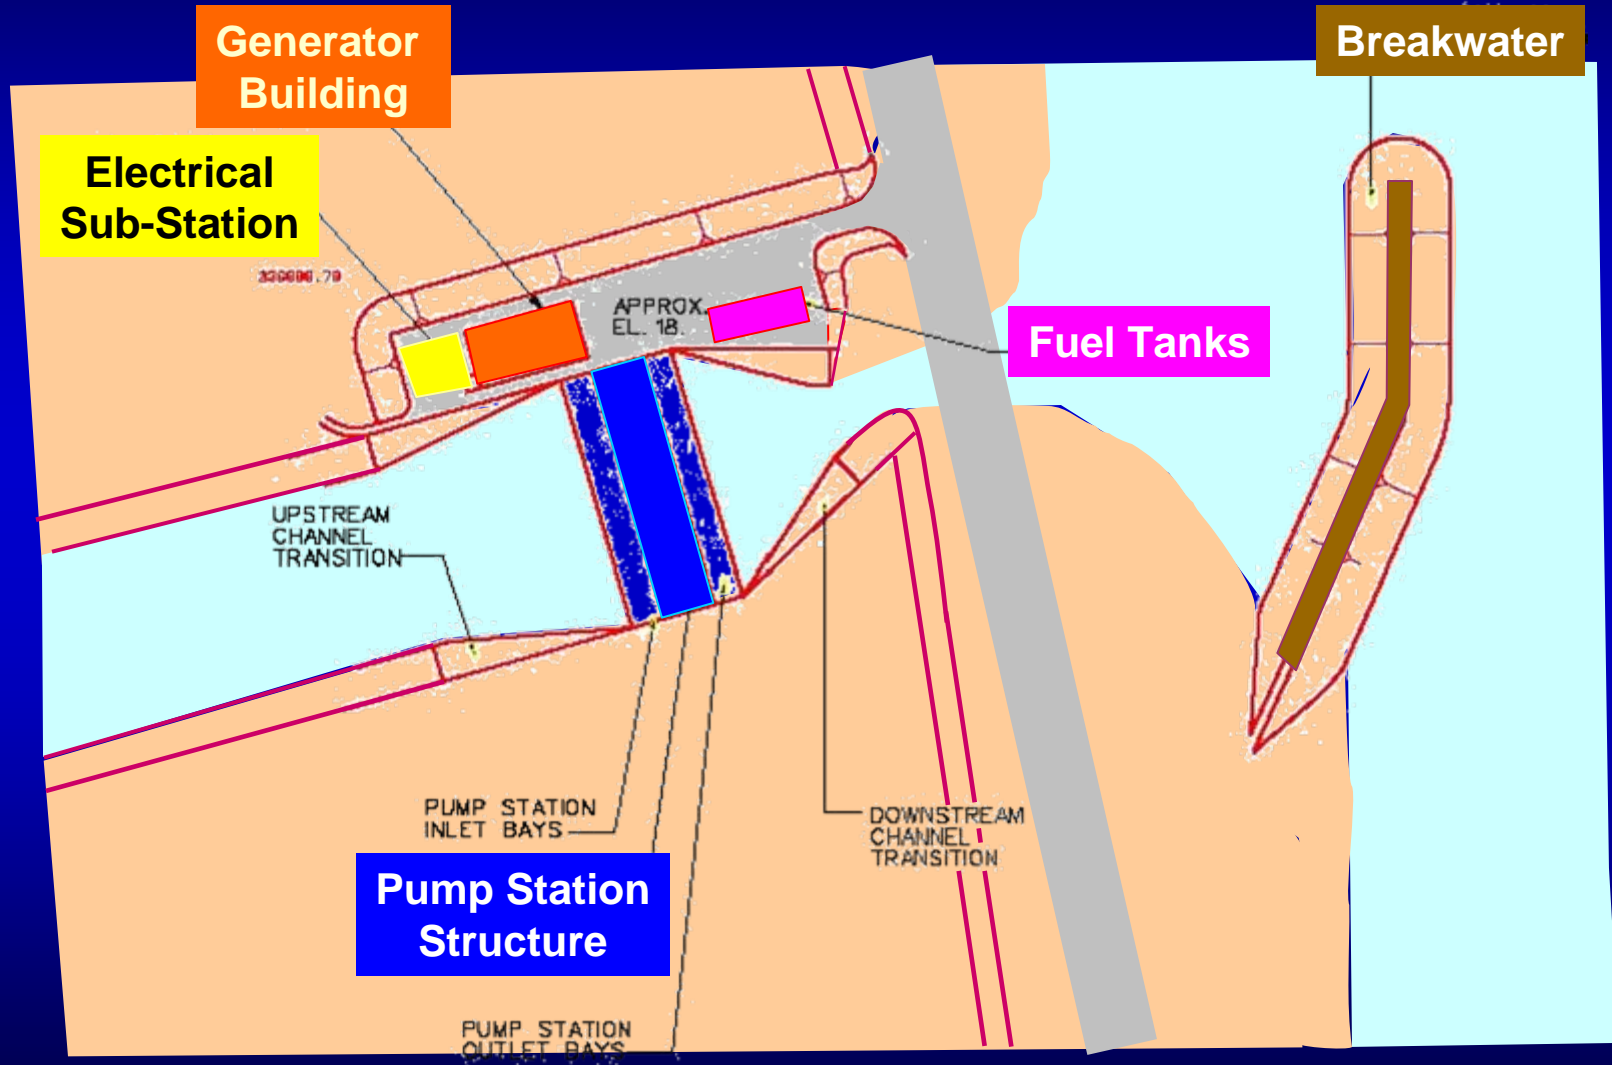 Generator
Building
Breakwater
Electrical
Sub-Station
APPROX.
EL. 18.
Fuel Tanks
UPSTREAM
CHANNEL
TRANSITION
PUMP STATION
INLET BAYS
DOWNSTREAM
CHANNEL
TRANSITION
Pump Station
Structure
PUMP STATION
OUTLET BAYS